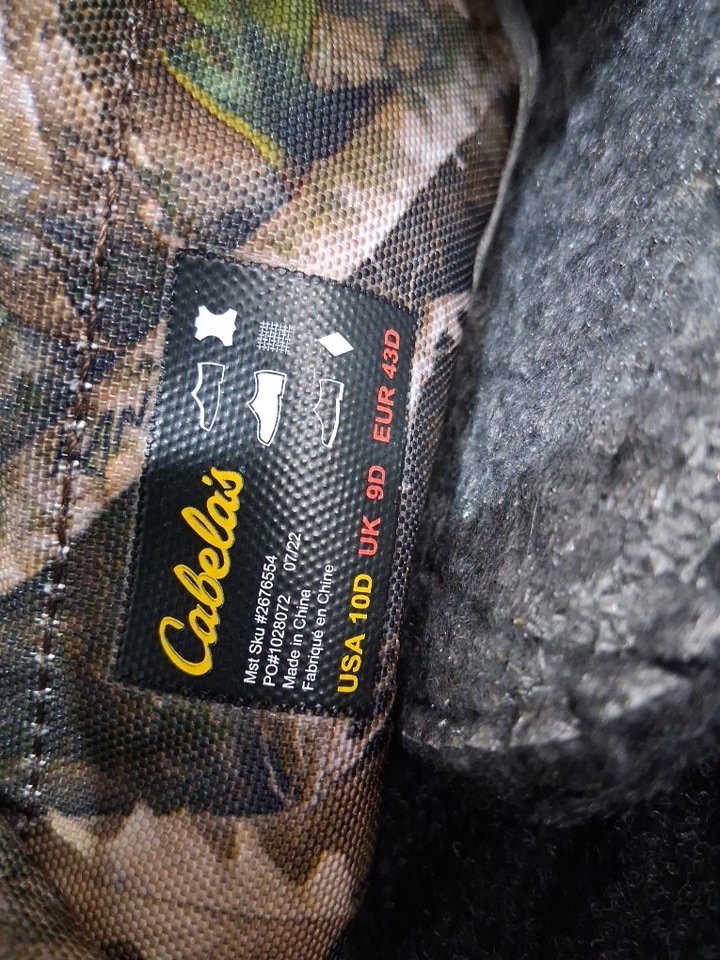 Cabela's
Mst Sku #2676554
PO#1028072 07/22
Made in China
Fabriqué en Chine
USA 10D UK 9D EUR 43D